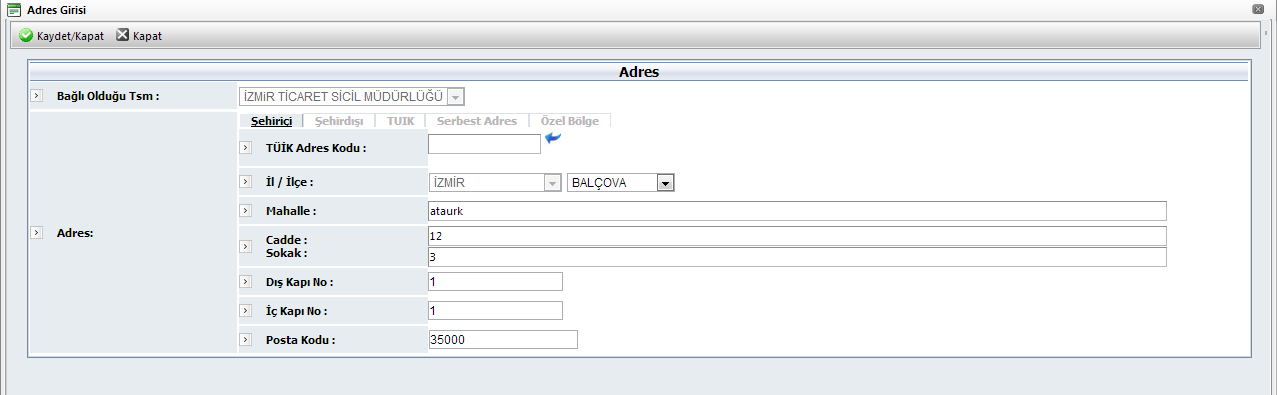 Adres Girisi
Kaydet/Kapat Kapat
Adres
Bağlı Olduğu Tsm : İZMİR TİCARET SİCİL MÜDÜRLÜĞÜ
Şehiriçi Şehirdışı TUIK Serbest Adres Özel Bölge
TÜİK Adres Kodu :
İl / İlçe : İZMİR BALÇOVA
Mahalle : ataurk
Adres:
Cadde : 12
Sokak : 3
Dış Kapı No : 1
İç Kapı No : 1
Posta Kodu : 35000